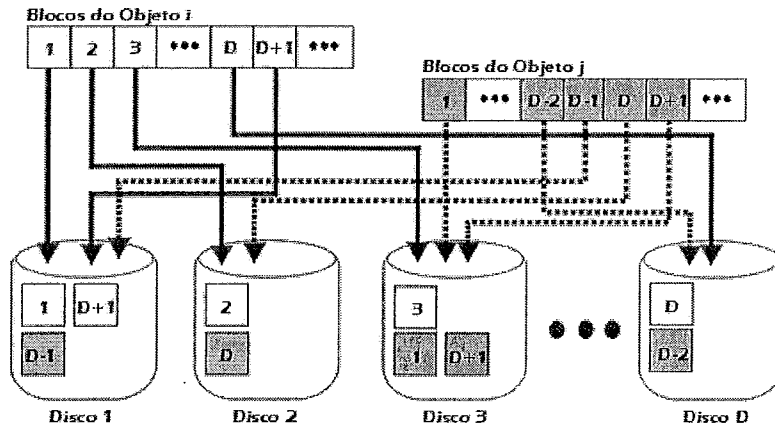 Blocos do Objeto i
1 2 3 ••• D D+1 •••
Blocos do Objeto j
1 ••• D-2 D-1 D D+1 •••
1 D+1
D-1
2
D
3
1 D+1
D
D-2
Disco 1 Disco 2 Disco 3 Disco D